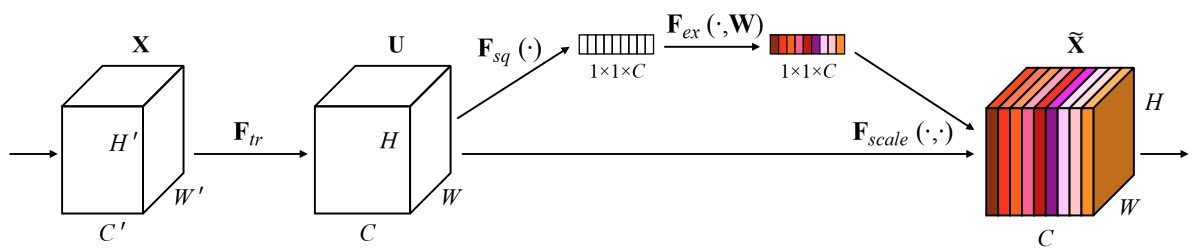 X
H′
W′
C′
F_tr
U
H
W
C
F_sq (·)
1×1×C
F_ex (·,W)
1×1×C
F_scale (·,·)
X̃
H
W
C